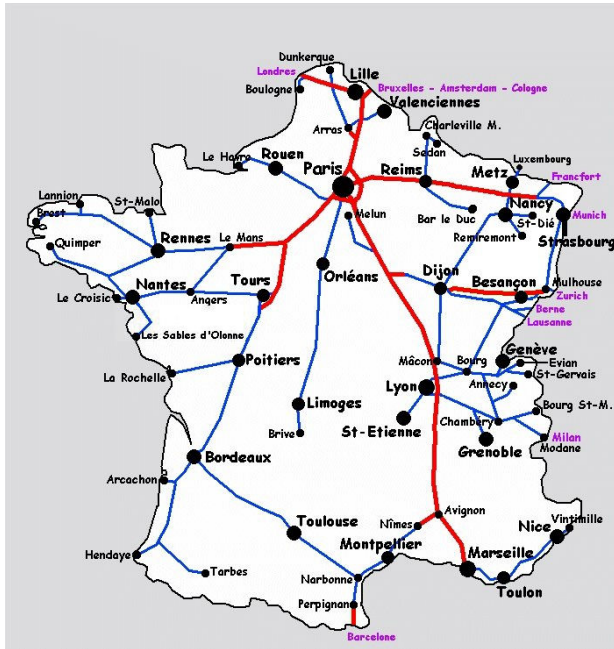 Dunkerque
Londres
Lille
Bruxelles - Amsterdam - Cologne
Boulogne
Valenciennes
Arras
Charleville M.
Sedan
Le Havre
Rouen
Paris
Reims
Metz
Luxembourg
Francfort
Lannion
St-Malo
Brest
Melun
Bar le Duc
Nancy
St-Dié
Munich
Remiremont
Strasbourg
Quimper
Rennes
Le Mans
Orléans
Dijon
Besançon
Mulhouse
Zurich
Le Croisic
Nantes
Angers
Tours
Berne
Lausanne
Les Sables d'Olonne
Poitiers
Mâcon
Bourg
Genève
Evian
St-Gervais
La Rochelle
Lyon
Annecy
Limoges
Brive
St-Etienne
Chambéry
Bourg St-M.
Grenoble
Milan
Modane
Bordeaux
Arcachon
Avignon
Nîmes
Toulouse
Montpellier
Nice
Vintimille
Hendaye
Tarbes
Narbonne
Marseille
Toulon
Perpignan
Barcelone